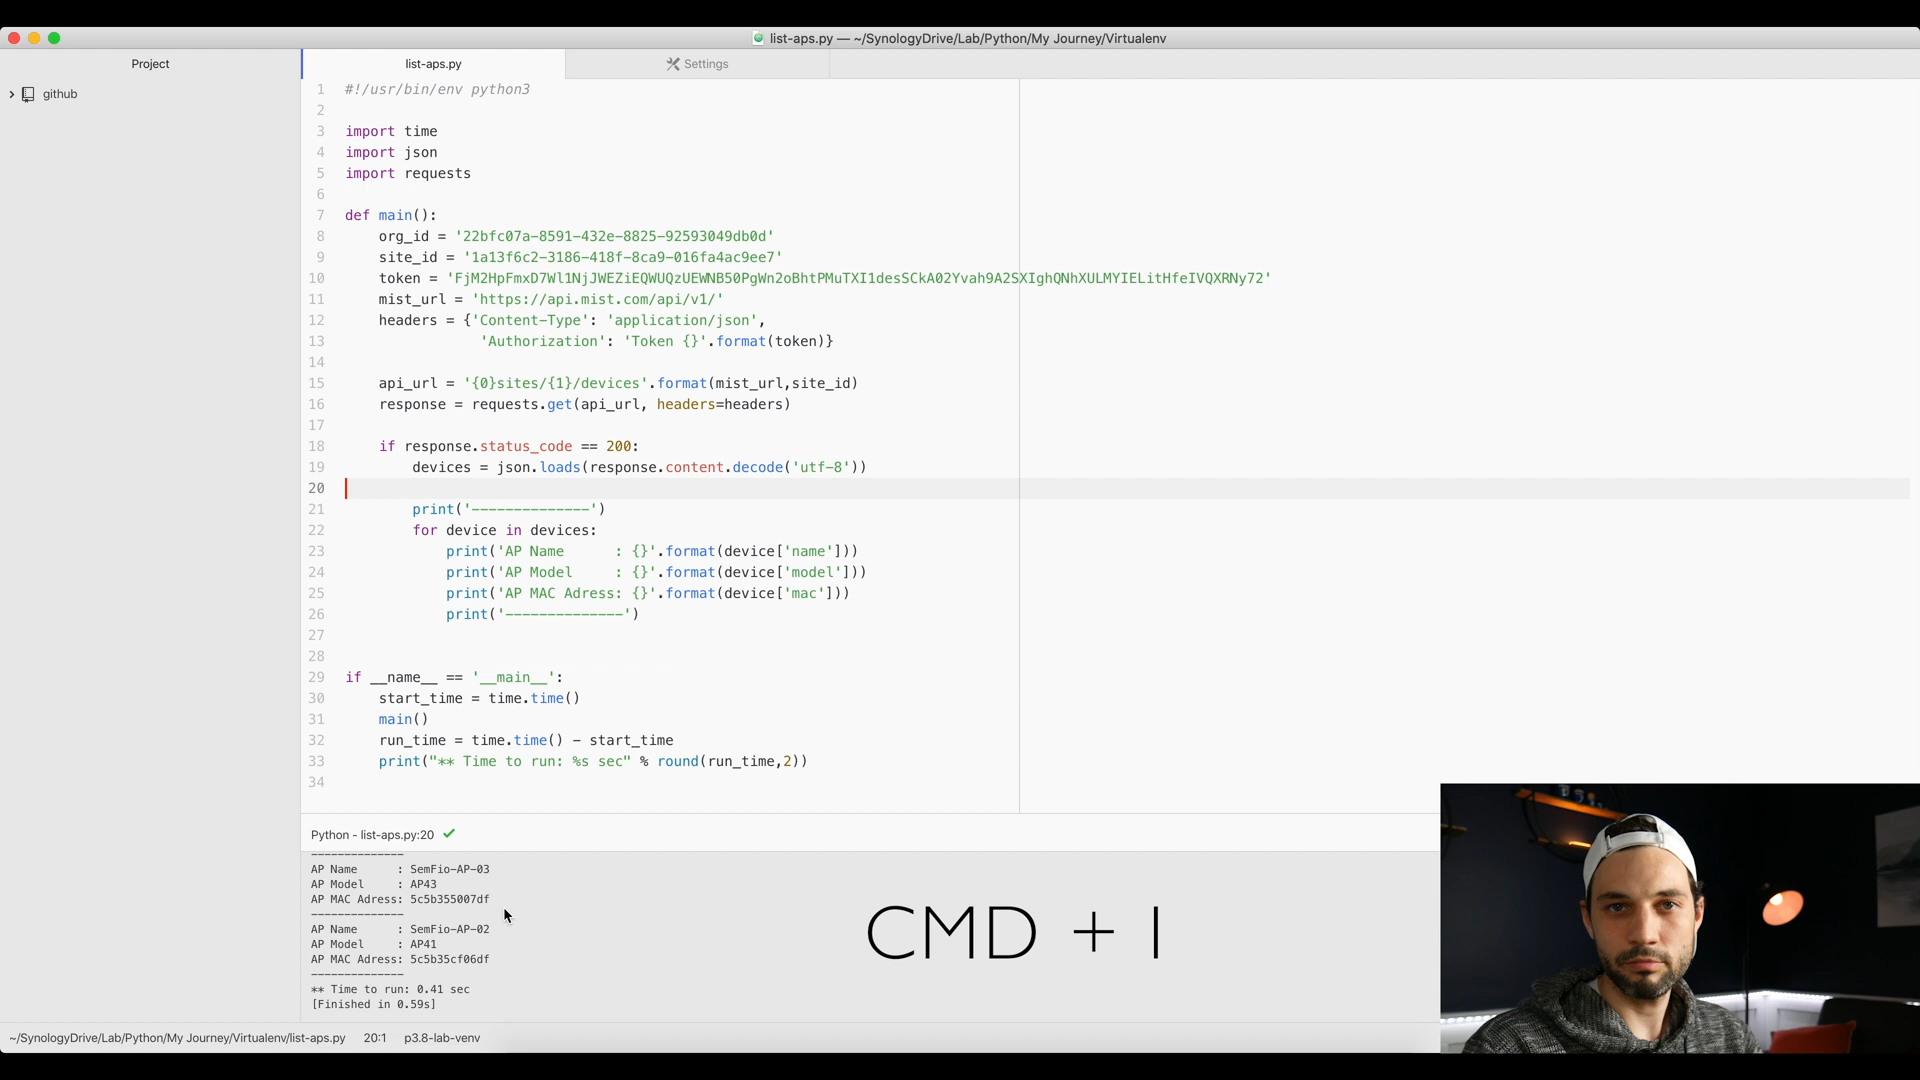 list-aps.py — ~/SynologyDrive/Lab/Python/My Journey/Virtualenv
Project
list-aps.py
Settings
github
1 #!/usr/bin/env python3
2
3 import time
4 import json
5 import requests
6
7 def main():
8     org_id = '22bfc07a-8591-432e-8825-92593049db0d'
9     site_id = '1a13f6c2-3186-418f-8ca9-016fa4ac9ee7'
10     token = 'FjM2HpFmxD7Wl1NjJWEZiEQWUQzUEWNB50PgWn2oBhtPMuTXI1desSCkA02Yvah9A2SXIghQNhXULMYIELitHfeIVQXRNy72'
11     mist_url = 'https://api.mist.com/api/v1/'
12     headers = {'Content-Type': 'application/json',
13                 'Authorization': 'Token {}'.format(token)}
14
15     api_url = '{0}sites/{1}/devices'.format(mist_url,site_id)
16     response = requests.get(api_url, headers=headers)
17
18     if response.status_code == 200:
19         devices = json.loads(response.content.decode('utf-8'))
20
21         print('--------------')
22         for device in devices:
23             print('AP Name      : {}'.format(device['name']))
24             print('AP Model     : {}'.format(device['model']))
25             print('AP MAC Adress: {}'.format(device['mac']))
26             print('--------------')
27
28
29 if __name__ == '__main__':
30     start_time = time.time()
31     main()
32     run_time = time.time() - start_time
33     print("** Time to run: %s sec" % round(run_time,2))
34
Python - list-aps.py:20
--------------
AP Name      : SemFio-AP-03
AP Model     : AP43
AP MAC Adress: 5c5b355007df
--------------
AP Name      : SemFio-AP-02
AP Model     : AP41
AP MAC Adress: 5c5b35cf06df
--------------
** Time to run: 0.41 sec
[Finished in 0.59s]
CMD + I
~/SynologyDrive/Lab/Python/My Journey/Virtualenv/list-aps.py 20:1 p3.8-lab-venv